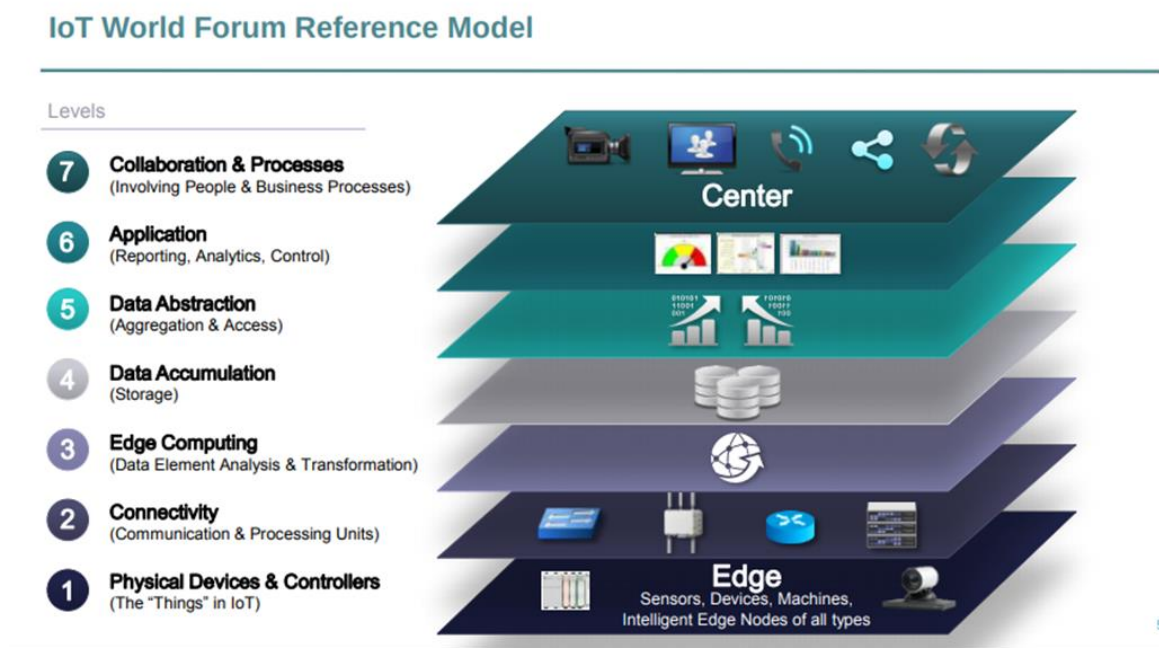 IoT World Forum Reference Model
Levels
7
Collaboration & Processes
(Involving People & Business Processes)
6
Application
(Reporting, Analytics, Control)
5
Data Abstraction
(Aggregation & Access)
4
Data Accumulation
(Storage)
3
Edge Computing
(Data Element Analysis & Transformation)
2
Connectivity
(Communication & Processing Units)
1
Physical Devices & Controllers
(The “Things” in IoT)
Center
010101
11001
001
Edge
Sensors, Devices, Machines,
Intelligent Edge Nodes of all types